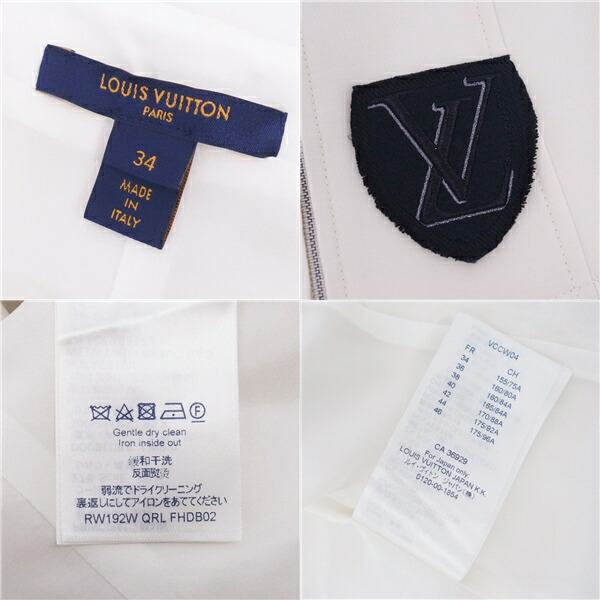 LOUIS VUITTON
PARIS
34
MADE
IN
ITALY
LV
Gentle dry clean
Iron inside out
缓和干洗
反面熨烫
弱流でドライクリーニング
裏返しにしてアイロンをあててください
RW192W QRL FHDB02
VCCW04
FR CH
34 155/75A
36 160/80A
38 160/84A
40 165/84A
42 170/88A
44 175/92A
46 175/96A
CA 36929
For Japan only:
LOUIS VUITTON JAPAN K.K.
ルイ・ヴィトン ジャパン(株)
0120-00-1854